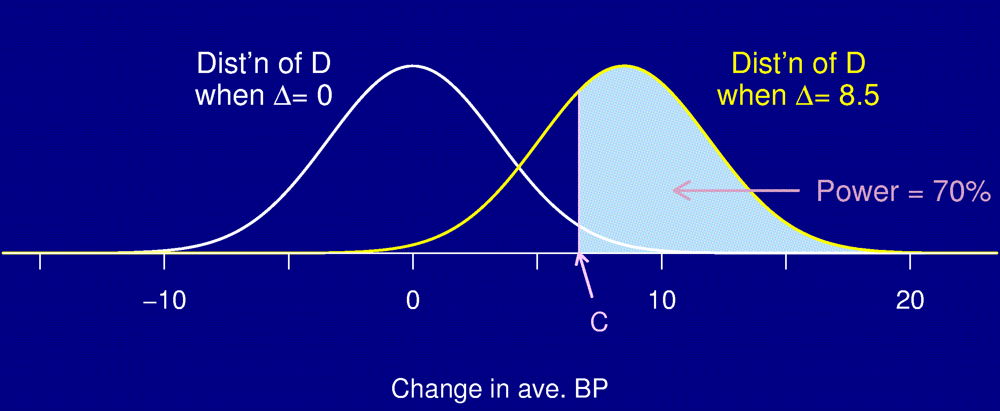 Dist’n of D
when Δ= 0
Dist’n of D
when Δ= 8.5
Power = 70%
−10
0
10
20
C
Change in ave. BP